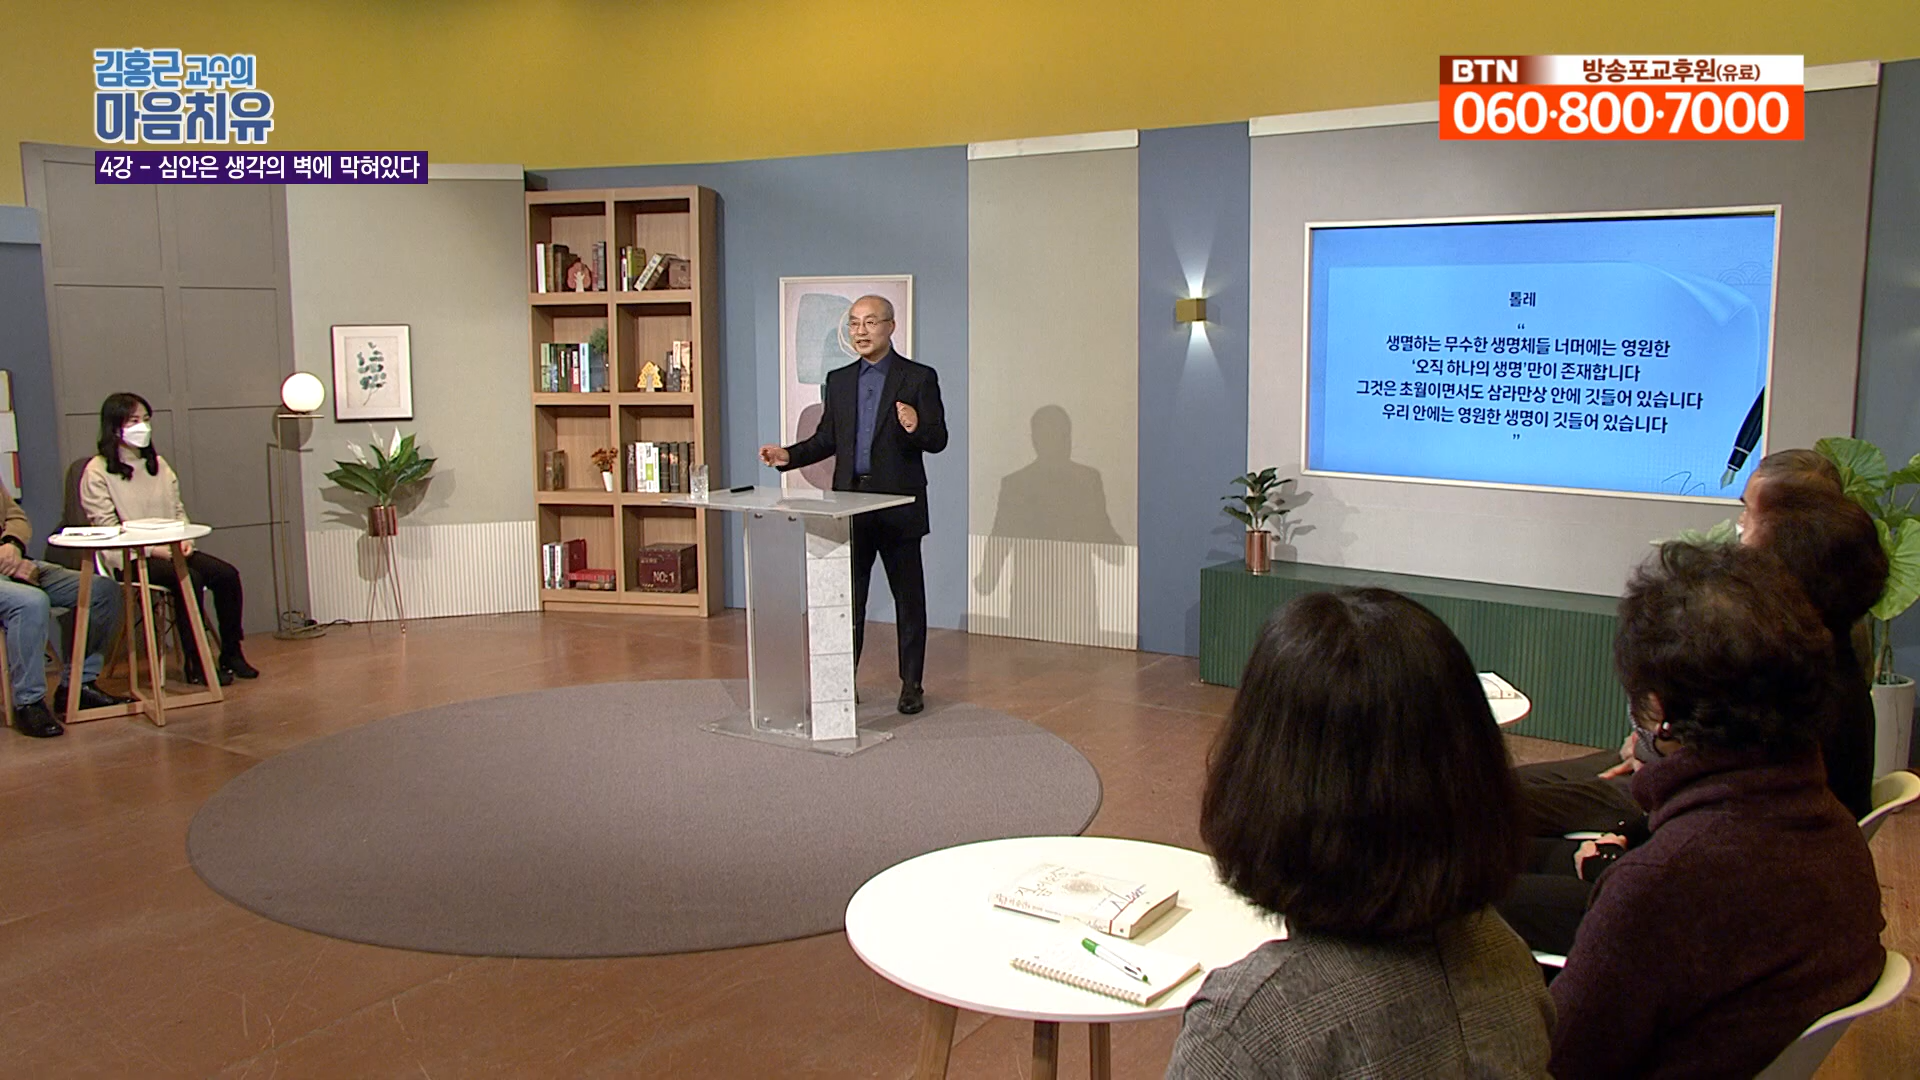 김홍근 교수의
마음치유
4강 - 심안은 생각의 벽에 막혀있다
BTN 방송포교후원(유료)
060·800·7000
톨레
“
생멸하는 무수한 생명체들 너머에는 영원한
‘오직 하나의 생명’만이 존재합니다
그것은 초월이면서도 삼라만상 안에 깃들어 있습니다
우리 안에는 영원한 생명이 깃들어 있습니다
”
NO:1